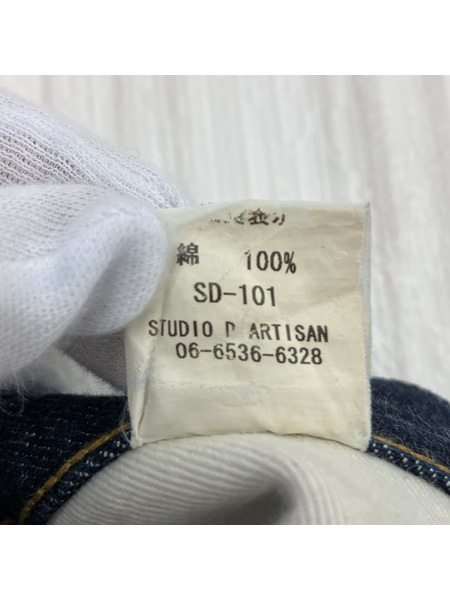 綿 100%
SD-101
STUDIO D'ARTISAN
06-6536-6328